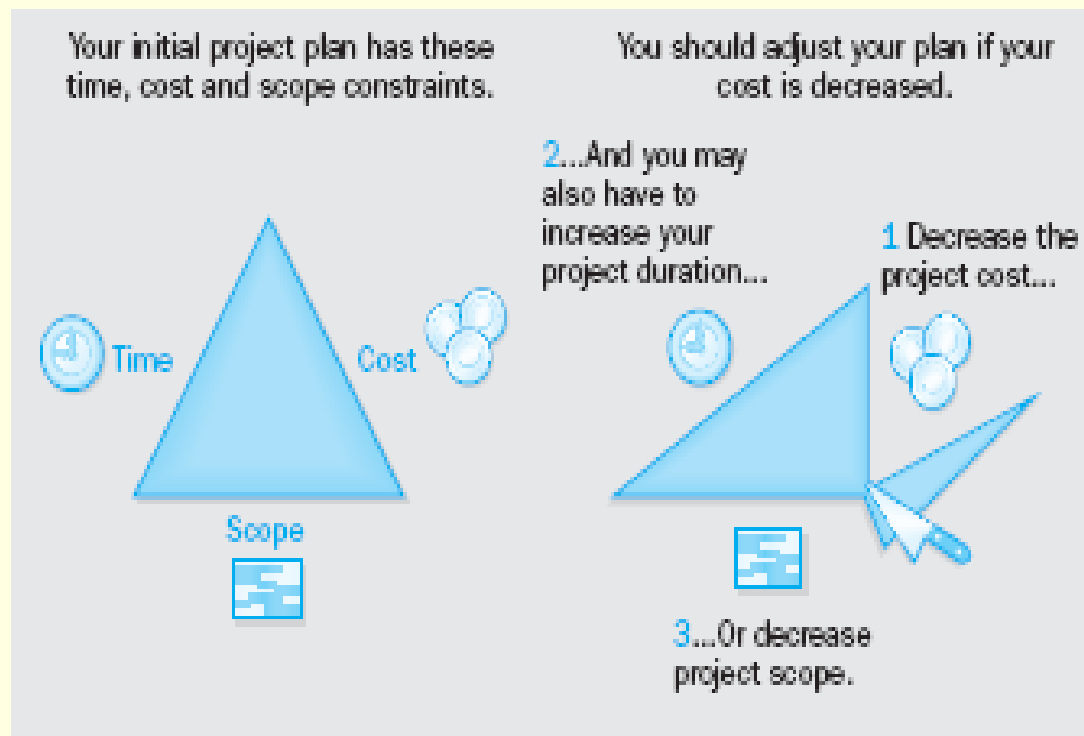 Your initial project plan has these
time, cost and scope constraints.
Time
Cost
Scope
You should adjust your plan if your
cost is decreased.
2...And you may
also have to
increase your
project duration...
1 Decrease the
project cost...
3...Or decrease
project scope.